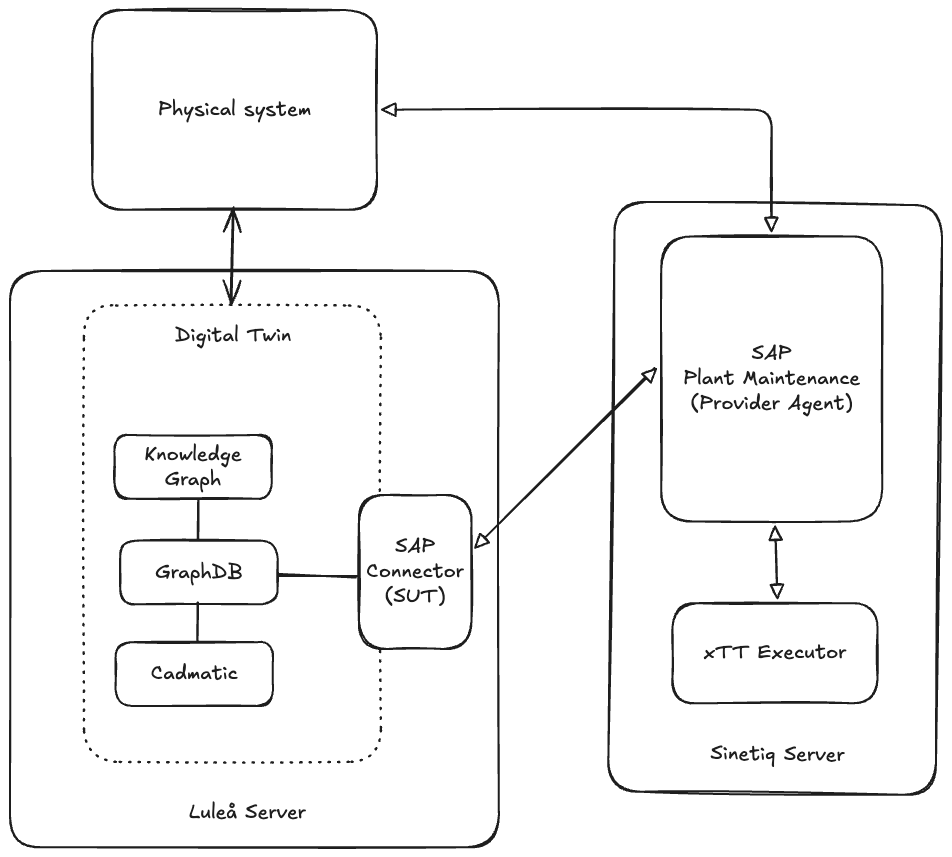 Physical system
Digital Twin
Knowledge
Graph
GraphDB
Cadmatic
SAP
Connector
(SUT)
Luleå Server
SAP
Plant Maintenance
(Provider Agent)
xTT Executor
Sinetiq Server